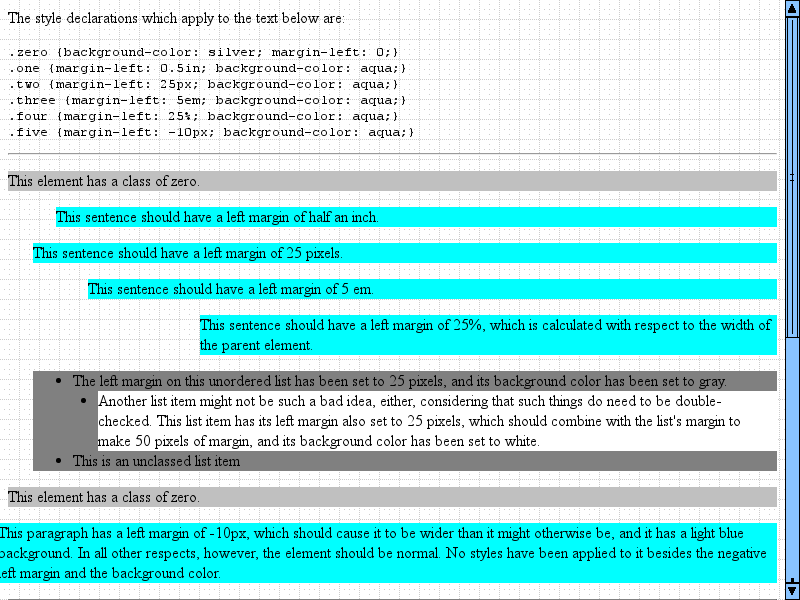 The style declarations which apply to the text below are:
.zero {background-color: silver; margin-left: 0;}
.one {margin-left: 0.5in; background-color: aqua;}
.two {margin-left: 25px; background-color: aqua;}
.three {margin-left: 5em; background-color: aqua;}
.four {margin-left: 25%; background-color: aqua;}
.five {margin-left: -10px; background-color: aqua;}
This element has a class of zero.
This sentence should have a left margin of half an inch.
This sentence should have a left margin of 25 pixels.
This sentence should have a left margin of 5 em.
This sentence should have a left margin of 25%, which is calculated with respect to the width of
the parent element.
• The left margin on this unordered list has been set to 25 pixels, and its background color has been set to gray.
• Another list item might not be such a bad idea, either, considering that such things do need to be double-
checked. This list item has its left margin also set to 25 pixels, which should combine with the list's margin to
make 50 pixels of margin, and its background color has been set to white.
• This is an unclassed list item
This element has a class of zero.
This paragraph has a left margin of -10px, which should cause it to be wider than it might otherwise be, and it has a light blue
background. In all other respects, however, the element should be normal. No styles have been applied to it besides the negative
left margin and the background color.